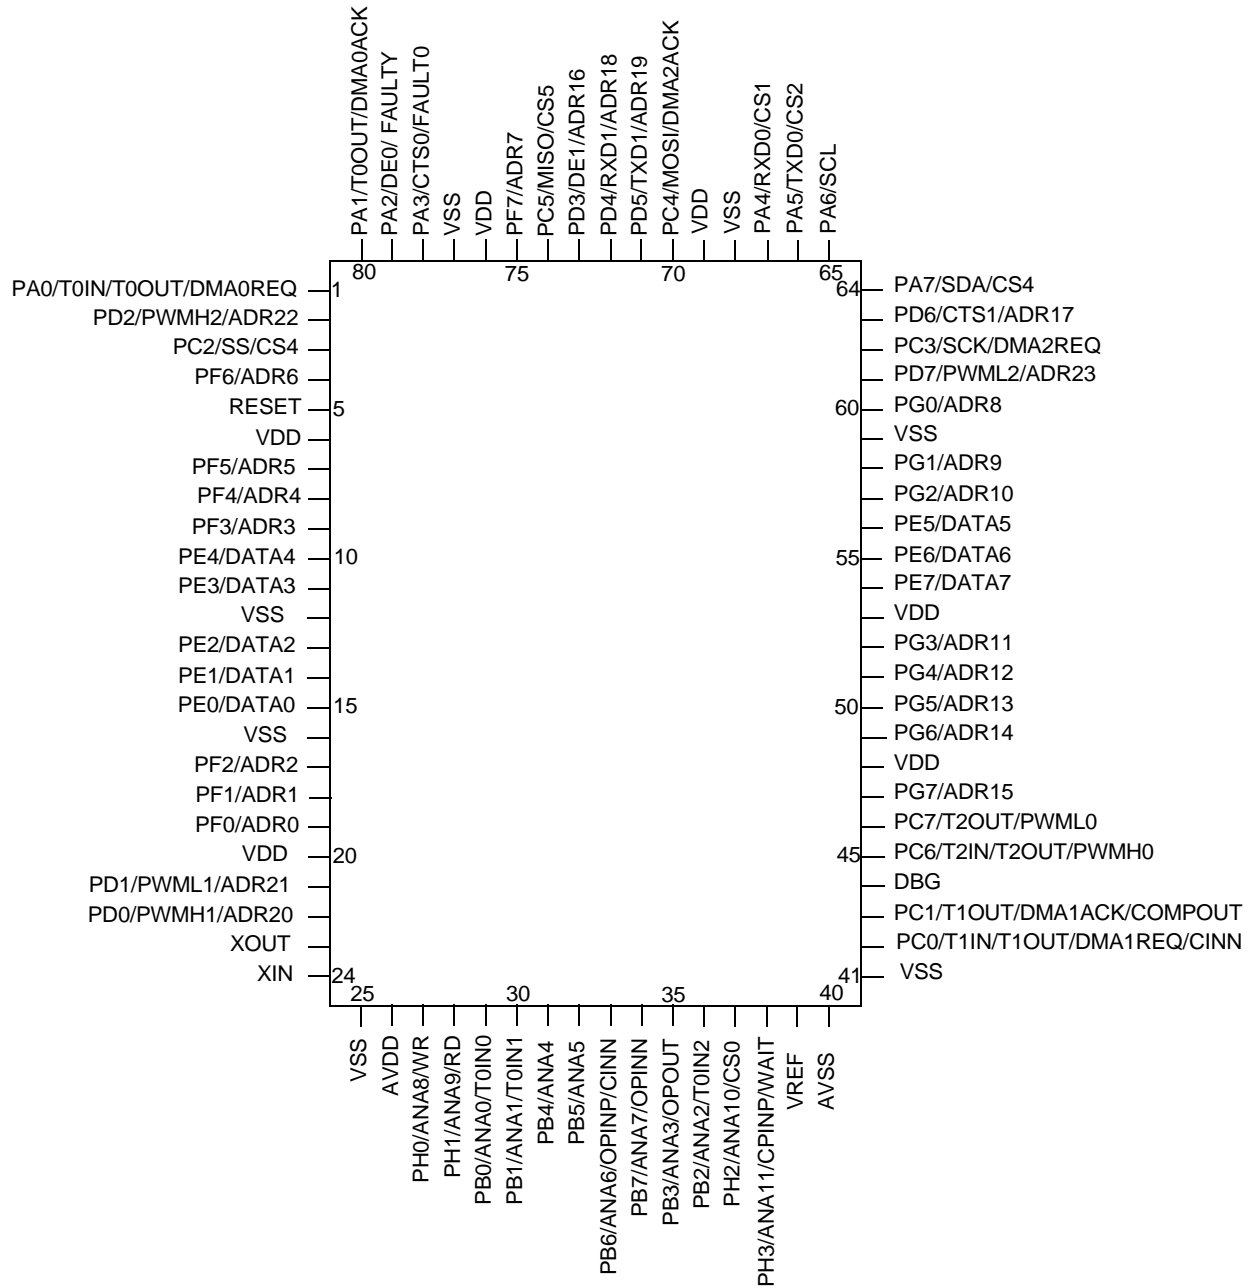 PA1/T0OUT/DMA0ACK
PA2/DE0/ FAULTY
PA3/CTS0/FAULT0
VSS
VDD
PF7/ADR7
PC5/MISO/CS5
PD3/DE1/ADR16
PD4/RXD1/ADR18
PD5/TXD1/ADR19
PC4/MOSI/DMA2ACK
VDD
VSS
PA4/RXD0/CS1
PA5/TXD0/CS2
PA6/SCL
80
75
70
65
PA0/T0IN/T0OUT/DMA0REQ
1
PD2/PWMH2/ADR22
PC2/SS/CS4
PF6/ADR6
RESET
5
VDD
PF5/ADR5
PF4/ADR4
PF3/ADR3
PE4/DATA4
10
PE3/DATA3
VSS
PE2/DATA2
PE1/DATA1
PE0/DATA0
15
VSS
PF2/ADR2
PF1/ADR1
PF0/ADR0
VDD
20
PD1/PWML1/ADR21
PD0/PWMH1/ADR20
XOUT
XIN
24
64
PA7/SDA/CS4
PD6/CTS1/ADR17
PC3/SCK/DMA2REQ
PD7/PWML2/ADR23
60
PG0/ADR8
VSS
PG1/ADR9
PG2/ADR10
PE5/DATA5
55
PE6/DATA6
PE7/DATA7
VDD
PG3/ADR11
PG4/ADR12
50
PG5/ADR13
PG6/ADR14
VDD
PG7/ADR15
PC7/T2OUT/PWML0
45
PC6/T2IN/T2OUT/PWMH0
DBG
PC1/T1OUT/DMA1ACK/COMPOUT
PC0/T1IN/T1OUT/DMA1REQ/CINN
41
VSS
25
30
35
40
VSS
AVDD
PH0/ANA8/WR
PH1/ANA9/RD
PB0/ANA0/T0IN0
PB1/ANA1/T0IN1
PB4/ANA4
PB5/ANA5
PB6/ANA6/OPINP/CINN
PB7/ANA7/OPINN
PB3/ANA3/OPOUT
PB2/ANA2/T0IN2
PH2/ANA10/CS0
PH3/ANA11/CPINP/WAIT
VREF
AVSS